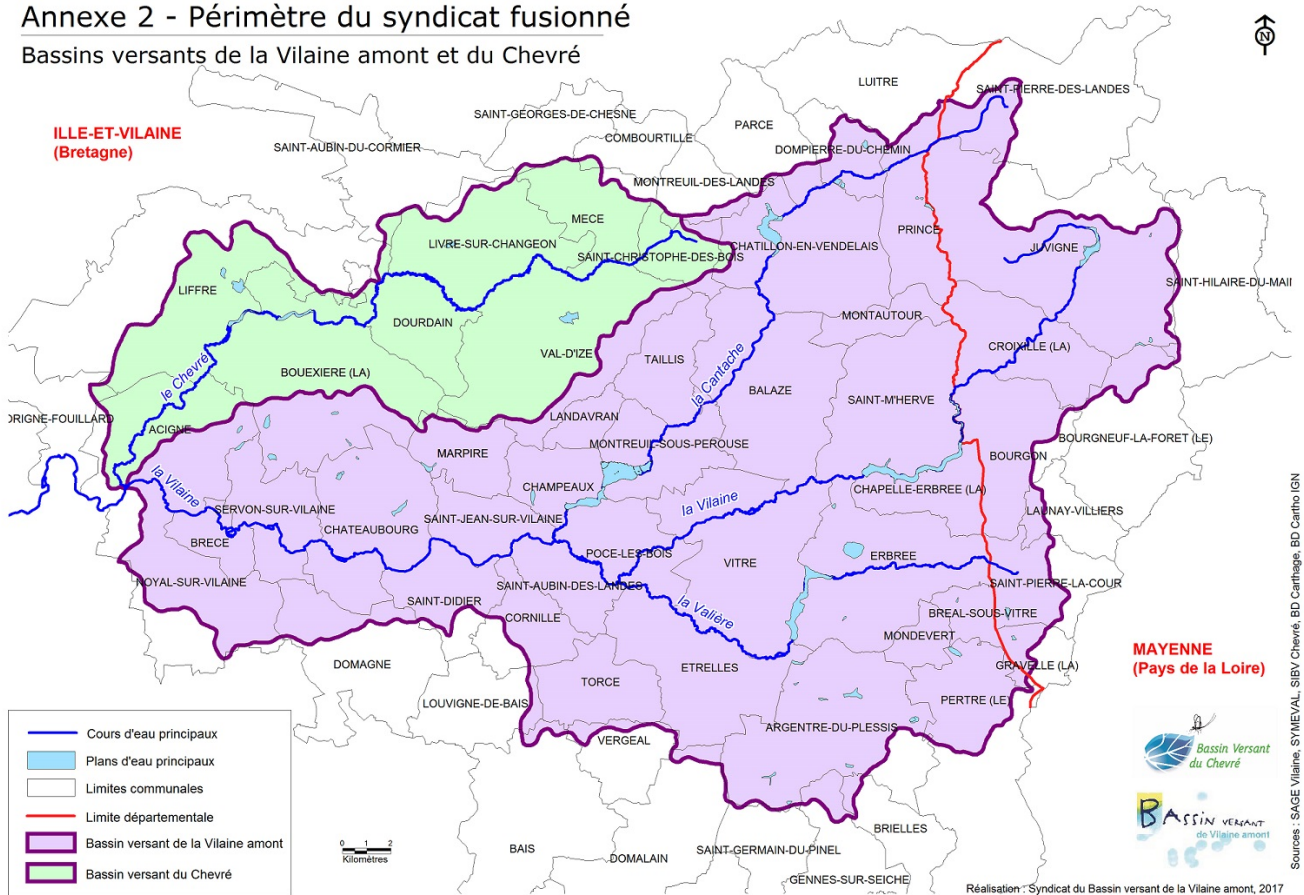 Annexe 2 - Périmètre du syndicat fusionné
Bassins versants de la Vilaine amont et du Chevré
N
ILLE-ET-VILAINE
(Bretagne)
LUITRE
SAINT-PIERRE-DES-LANDES
SAINT-GEORGES-DE-CHESNE
PARCE
COMBOURTILLE
SAINT-AUBIN-DU-CORMIER
DOMPIERRE-DU-CHEMIN
MONTREUIL-DES-LANDES
MECE
PRINCE
LIVRE-SUR-CHANGEON
CHATILLON-EN-VENDELAIS
JUVIGNE
SAINT-CHRISTOPHE-DES-BOIS
SAINT-HILAIRE-DU-MAII
LIFFRE
DOURDAIN
MONTAUTOUR
VAL-D'IZE
CROIXILLE (LA)
TAILLIS
le Chevré
BOUEXIERE (LA)
la Cantache
BALAZE
SAINT-M'HERVE
LANDAVRAN
ORIGNE-FOUILLARD
ACIGNE
MONTREUIL-SOUS-PEROUSE
BOURGNEUF-LA-FORET (LE)
MARPIRE
BOURGON
la Vilaine
CHAMPEAUX
la Vilaine
CHAPELLE-ERBREE (LA)
SERVON-SUR-VILAINE
SAINT-JEAN-SUR-VILAINE
LAUNAY-VILLIERS
CHATEAUBOURG
BRECE
POCE-LES-BOIS
VITRE
ERBREE
NOYAL-SUR-VILAINE
SAINT-AUBIN-DES-LANDES
SAINT-PIERRE-LA-COUR
SAINT-DIDIER
la Valière
CORNILLE
BREAL-SOUS-VITRE
MONDEVERT
DOMAGNE
ETRELLES
GRAVELLE (LA)
MAYENNE
(Pays de la Loire)
TORCE
LOUVIGNE-DE-BAIS
PERTRE (LE)
ARGENTRE-DU-PLESSIS
VERGEAL
BRIELLES
BAIS
SAINT-GERMAIN-DU-PINEL
DOMALAIN
GENNES-SUR-SEICHE
Cours d'eau principaux
Plans d'eau principaux
Limites communales
Limite départementale
Bassin versant de la Vilaine amont
Bassin versant du Chevré
0 1 2
Kilomètres
Bassin Versant
du Chevré
BASSIN VERSANT
de Vilaine amont
Sources : SAGE Vilaine, SYMEVAL, SIBV Chevré, BD Carthage, BD Cartho IGN
Réalisation : Syndicat du Bassin versant de la Vilaine amont, 2017